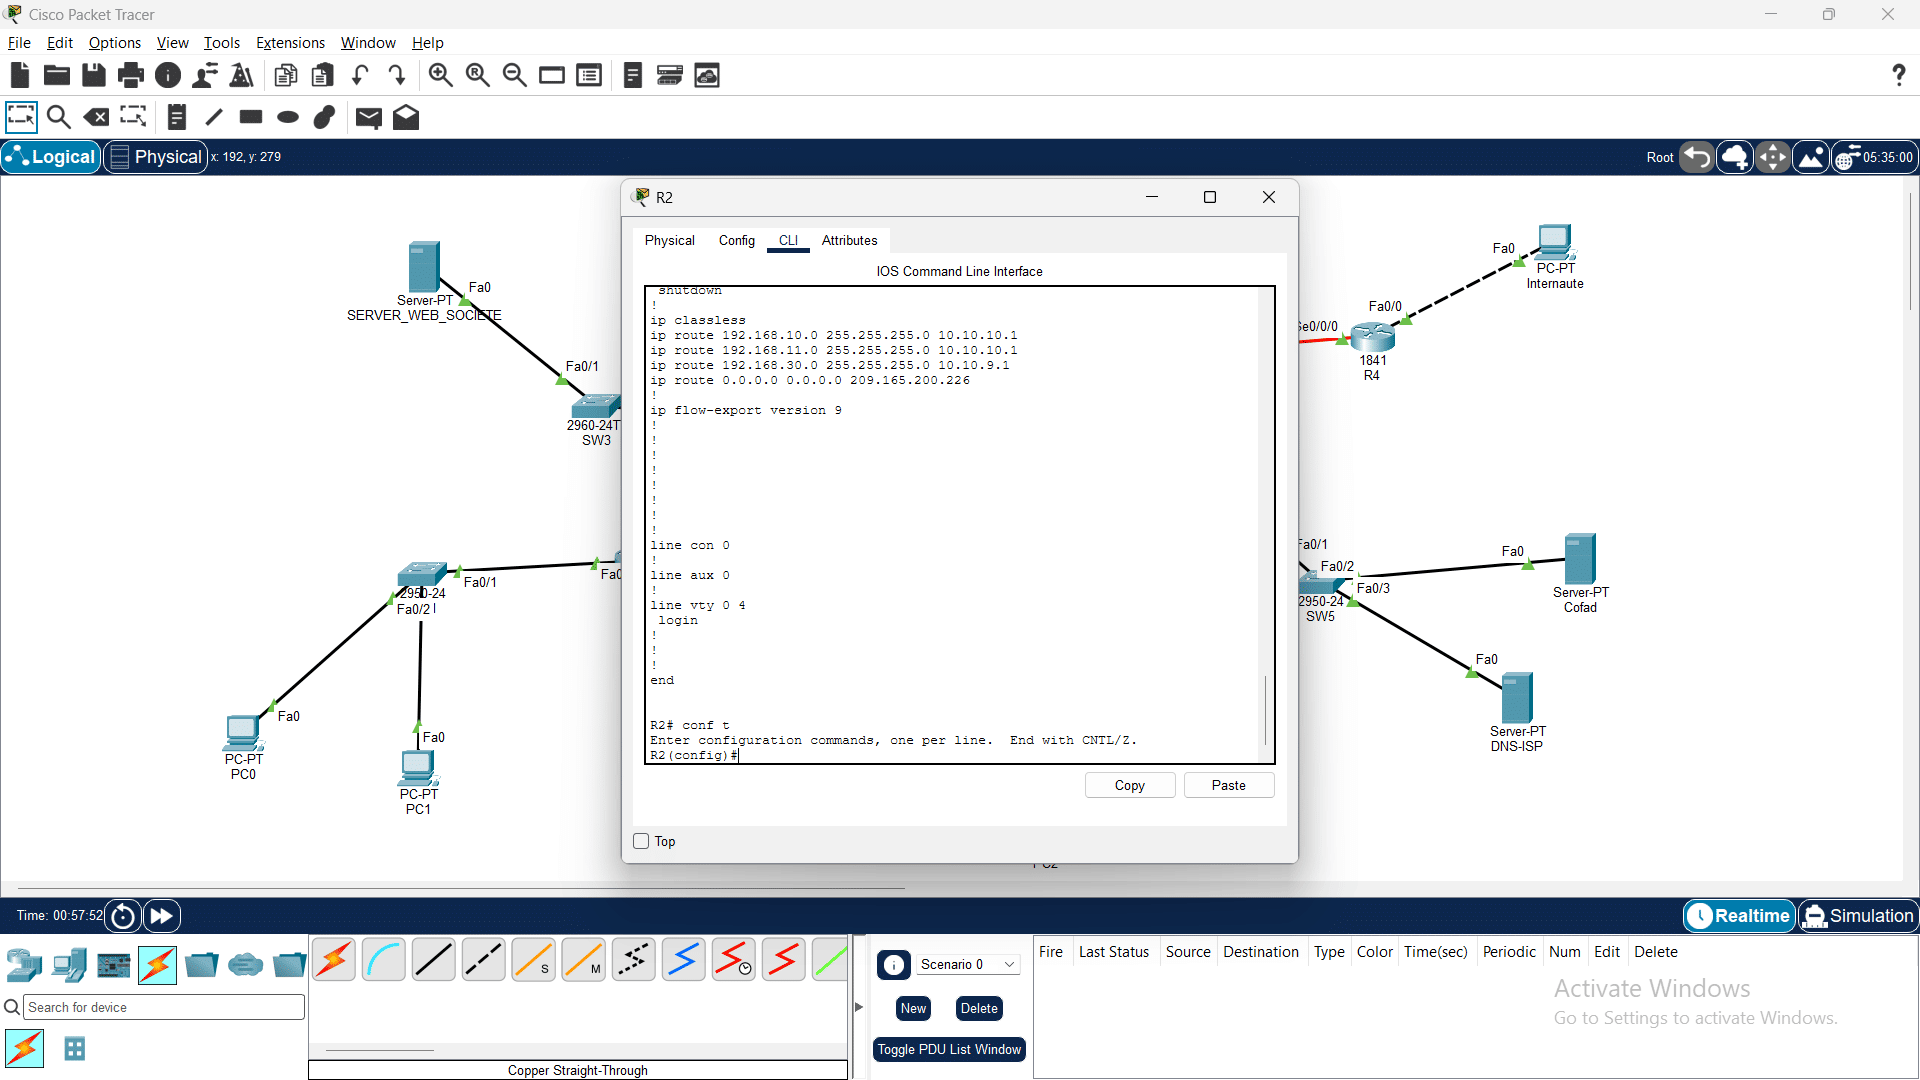 Cisco Packet Tracer
File Edit Options View Tools Extensions Window Help
Logical Physical x: 192, y: 279
Root 05:35:00
R2
Physical Config CLI Attributes
IOS Command Line Interface
shutdown
!
ip classless
ip route 192.168.10.0 255.255.255.0 10.10.10.1
ip route 192.168.11.0 255.255.255.0 10.10.10.1
ip route 192.168.30.0 255.255.255.0 10.10.9.1
ip route 0.0.0.0 0.0.0.0 209.165.200.226
!
ip flow-export version 9
!
!
!
!
!
!
!
!
line con 0
!
line aux 0
!
line vty 0 4
login
!
!
!
end
R2# conf t
Enter configuration commands, one per line. End with CNTL/Z.
R2(config)#
Copy Paste
Top
Fa0
Server-PT
SERVER_WEB_SOCIETE
Fa0/1
2960-24T
SW3
2950-24
Fa0/1
Fa0/2
Fa0
PC-PT
PC0
Fa0
PC-PT
PC1
Fa0
PC-PT
Internaute
Fa0/0
Se0/0/0
1841
R4
Fa0/1
Fa0/2
Fa0/3
2950-24
SW5
Fa0
Server-PT
Cofad
Fa0
Server-PT
DNS-ISP
PC2
Time: 00:57:52
Realtime Simulation
Search for device
S
M
Copper Straight-Through
Scenario 0
New Delete
Toggle PDU List Window
Fire Last Status Source Destination Type Color Time(sec) Periodic Num Edit Delete
Activate Windows
Go to Settings to activate Windows.